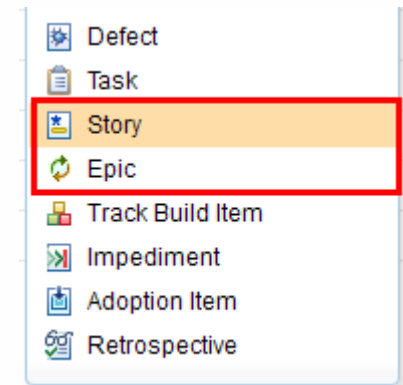 Defect
Task
Story
Epic
Track Build Item
Impediment
Adoption Item
Retrospective